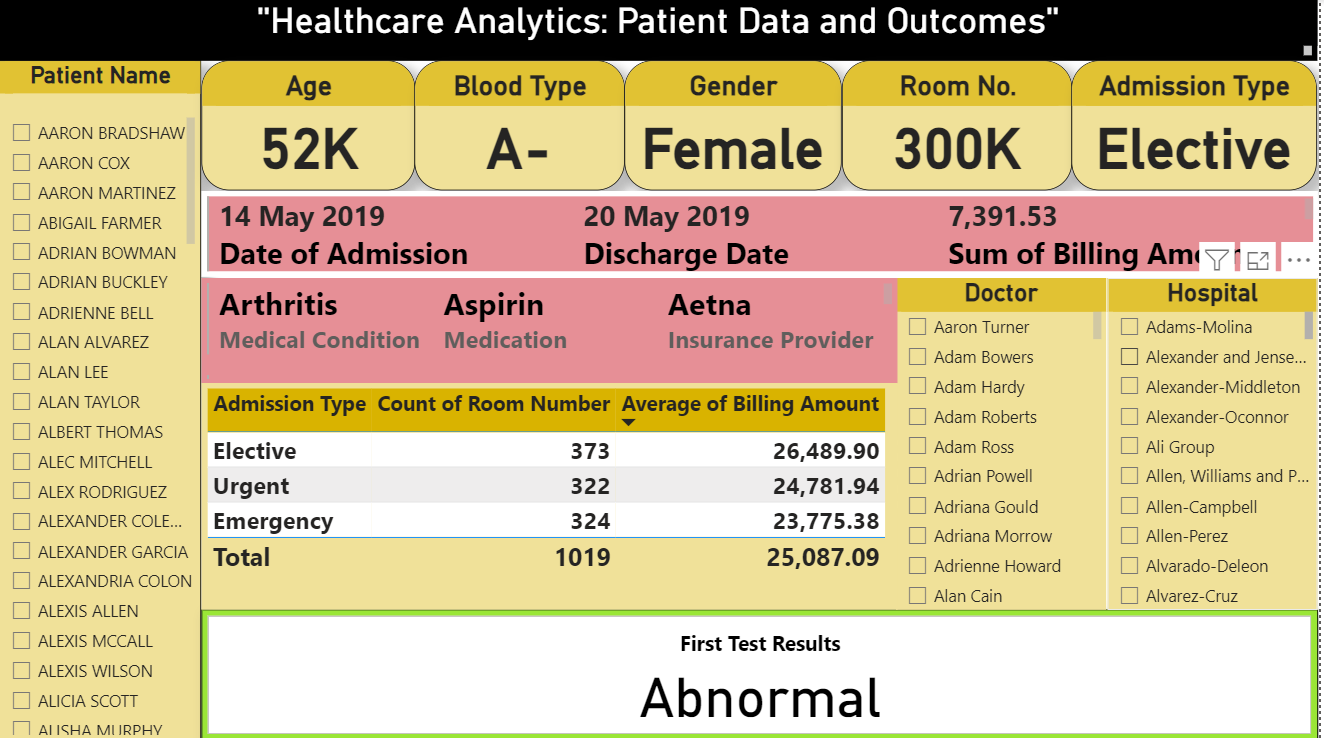 "Healthcare Analytics: Patient Data and Outcomes"
Patient Name
AARON BRADSHAW
AARON COX
AARON MARTINEZ
ABIGAIL FARMER
ADRIAN BOWMAN
ADRIAN BUCKLEY
ADRIENNE BELL
ALAN ALVAREZ
ALAN LEE
ALAN TAYLOR
ALBERT THOMAS
ALEC MITCHELL
ALEX RODRIGUEZ
ALEXANDER COLE...
ALEXANDER GARCIA
ALEXANDRIA COLON
ALEXIS ALLEN
ALEXIS MCCALL
ALEXIS WILSON
ALICIA SCOTT
ALISHA MURPHY
Age
52K
Blood Type
A-
Gender
Female
Room No.
300K
Admission Type
Elective
14 May 2019
Date of Admission
20 May 2019
Discharge Date
7,391.53
Sum of Billing
Arthritis
Medical Condition
Aspirin
Medication
Aetna
Insurance Provider
Admission Type Count of Room Number Average of Billing Amount
Elective 373 26,489.90
Urgent 322 24,781.94
Emergency 324 23,775.38
Total 1019 25,087.09
Doctor
Aaron Turner
Adam Bowers
Adam Hardy
Adam Roberts
Adam Ross
Adrian Powell
Adriana Gould
Adriana Morrow
Adrienne Howard
Alan Cain
Hospital
Adams-Molina
Alexander and Jense...
Alexander-Middleton
Alexander-Oconnor
Ali Group
Allen, Williams and P...
Allen-Campbell
Allen-Perez
Alvarado-Deleon
Alvarez-Cruz
First Test Results
Abnormal